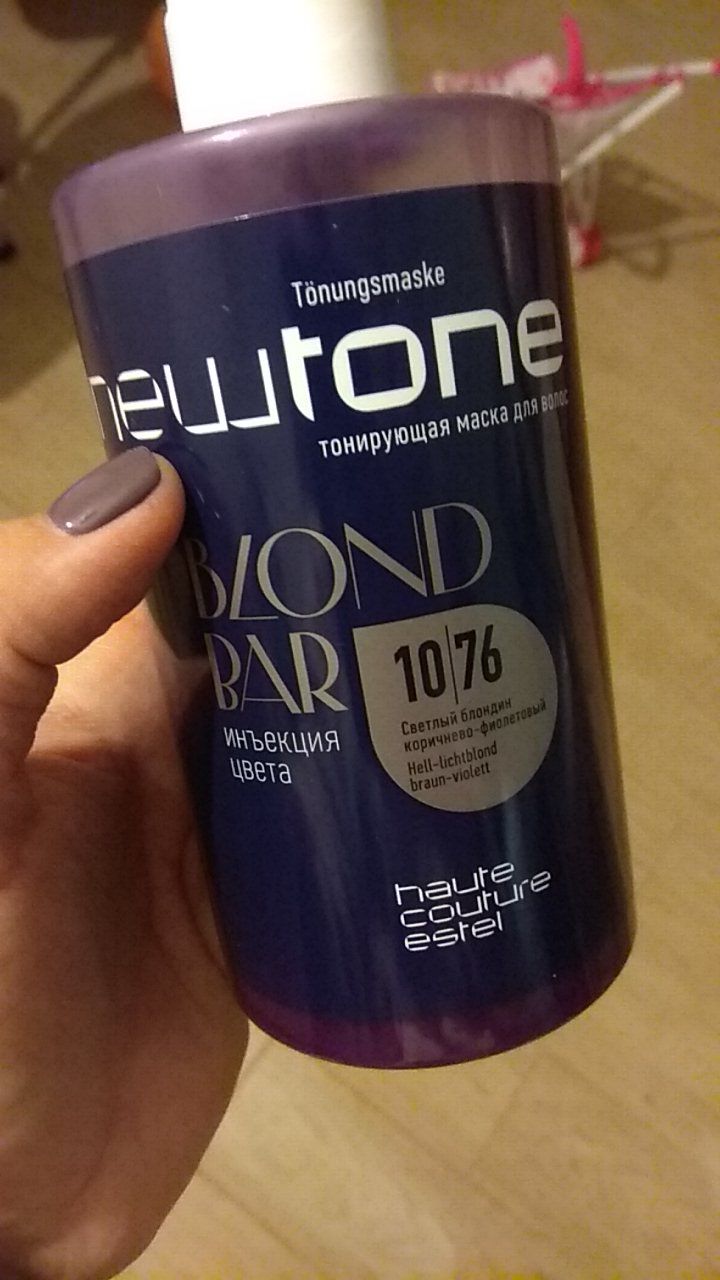 Tönungsmaske
newtone
тонирующая маска для волос
BLOND
BAR
инъекция
цвета
10|76
Светлый блондин
коричнево-фиолетовый
Hell-lichtblond
braun-violett
haute
couture
estel